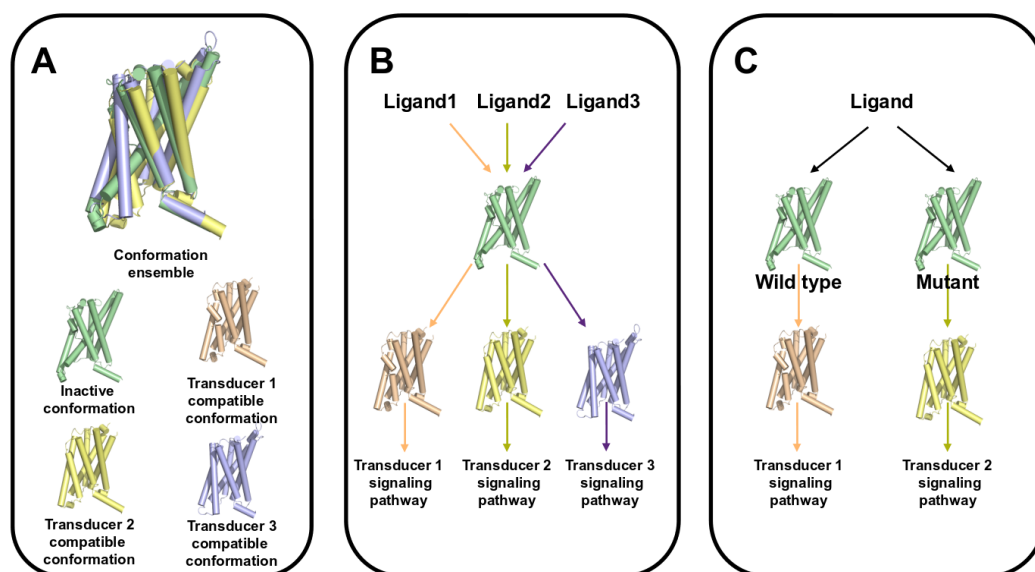 A
Conformation
ensemble
Inactive
conformation
Transducer 1
compatible
conformation
Transducer 2
compatible
conformation
Transducer 3
compatible
conformation
B
Ligand1 Ligand2 Ligand3
Transducer 1
signaling
pathway
Transducer 2
signaling
pathway
Transducer 3
signaling
pathway
C
Ligand
Wild type
Mutant
Transducer 1
signaling
pathway
Transducer 2
signaling
pathway